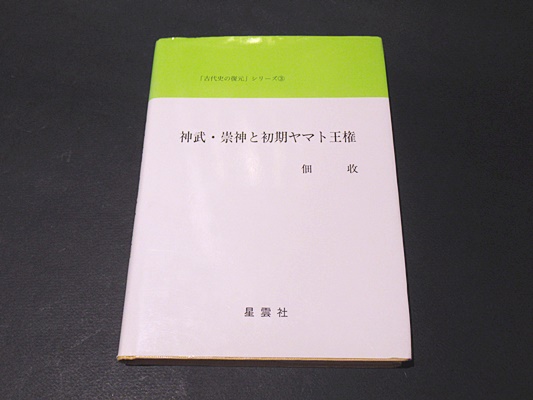 「古代史の復元」シリーズ③
神武・崇神と初期ヤマト王権
佃 收
星雲社